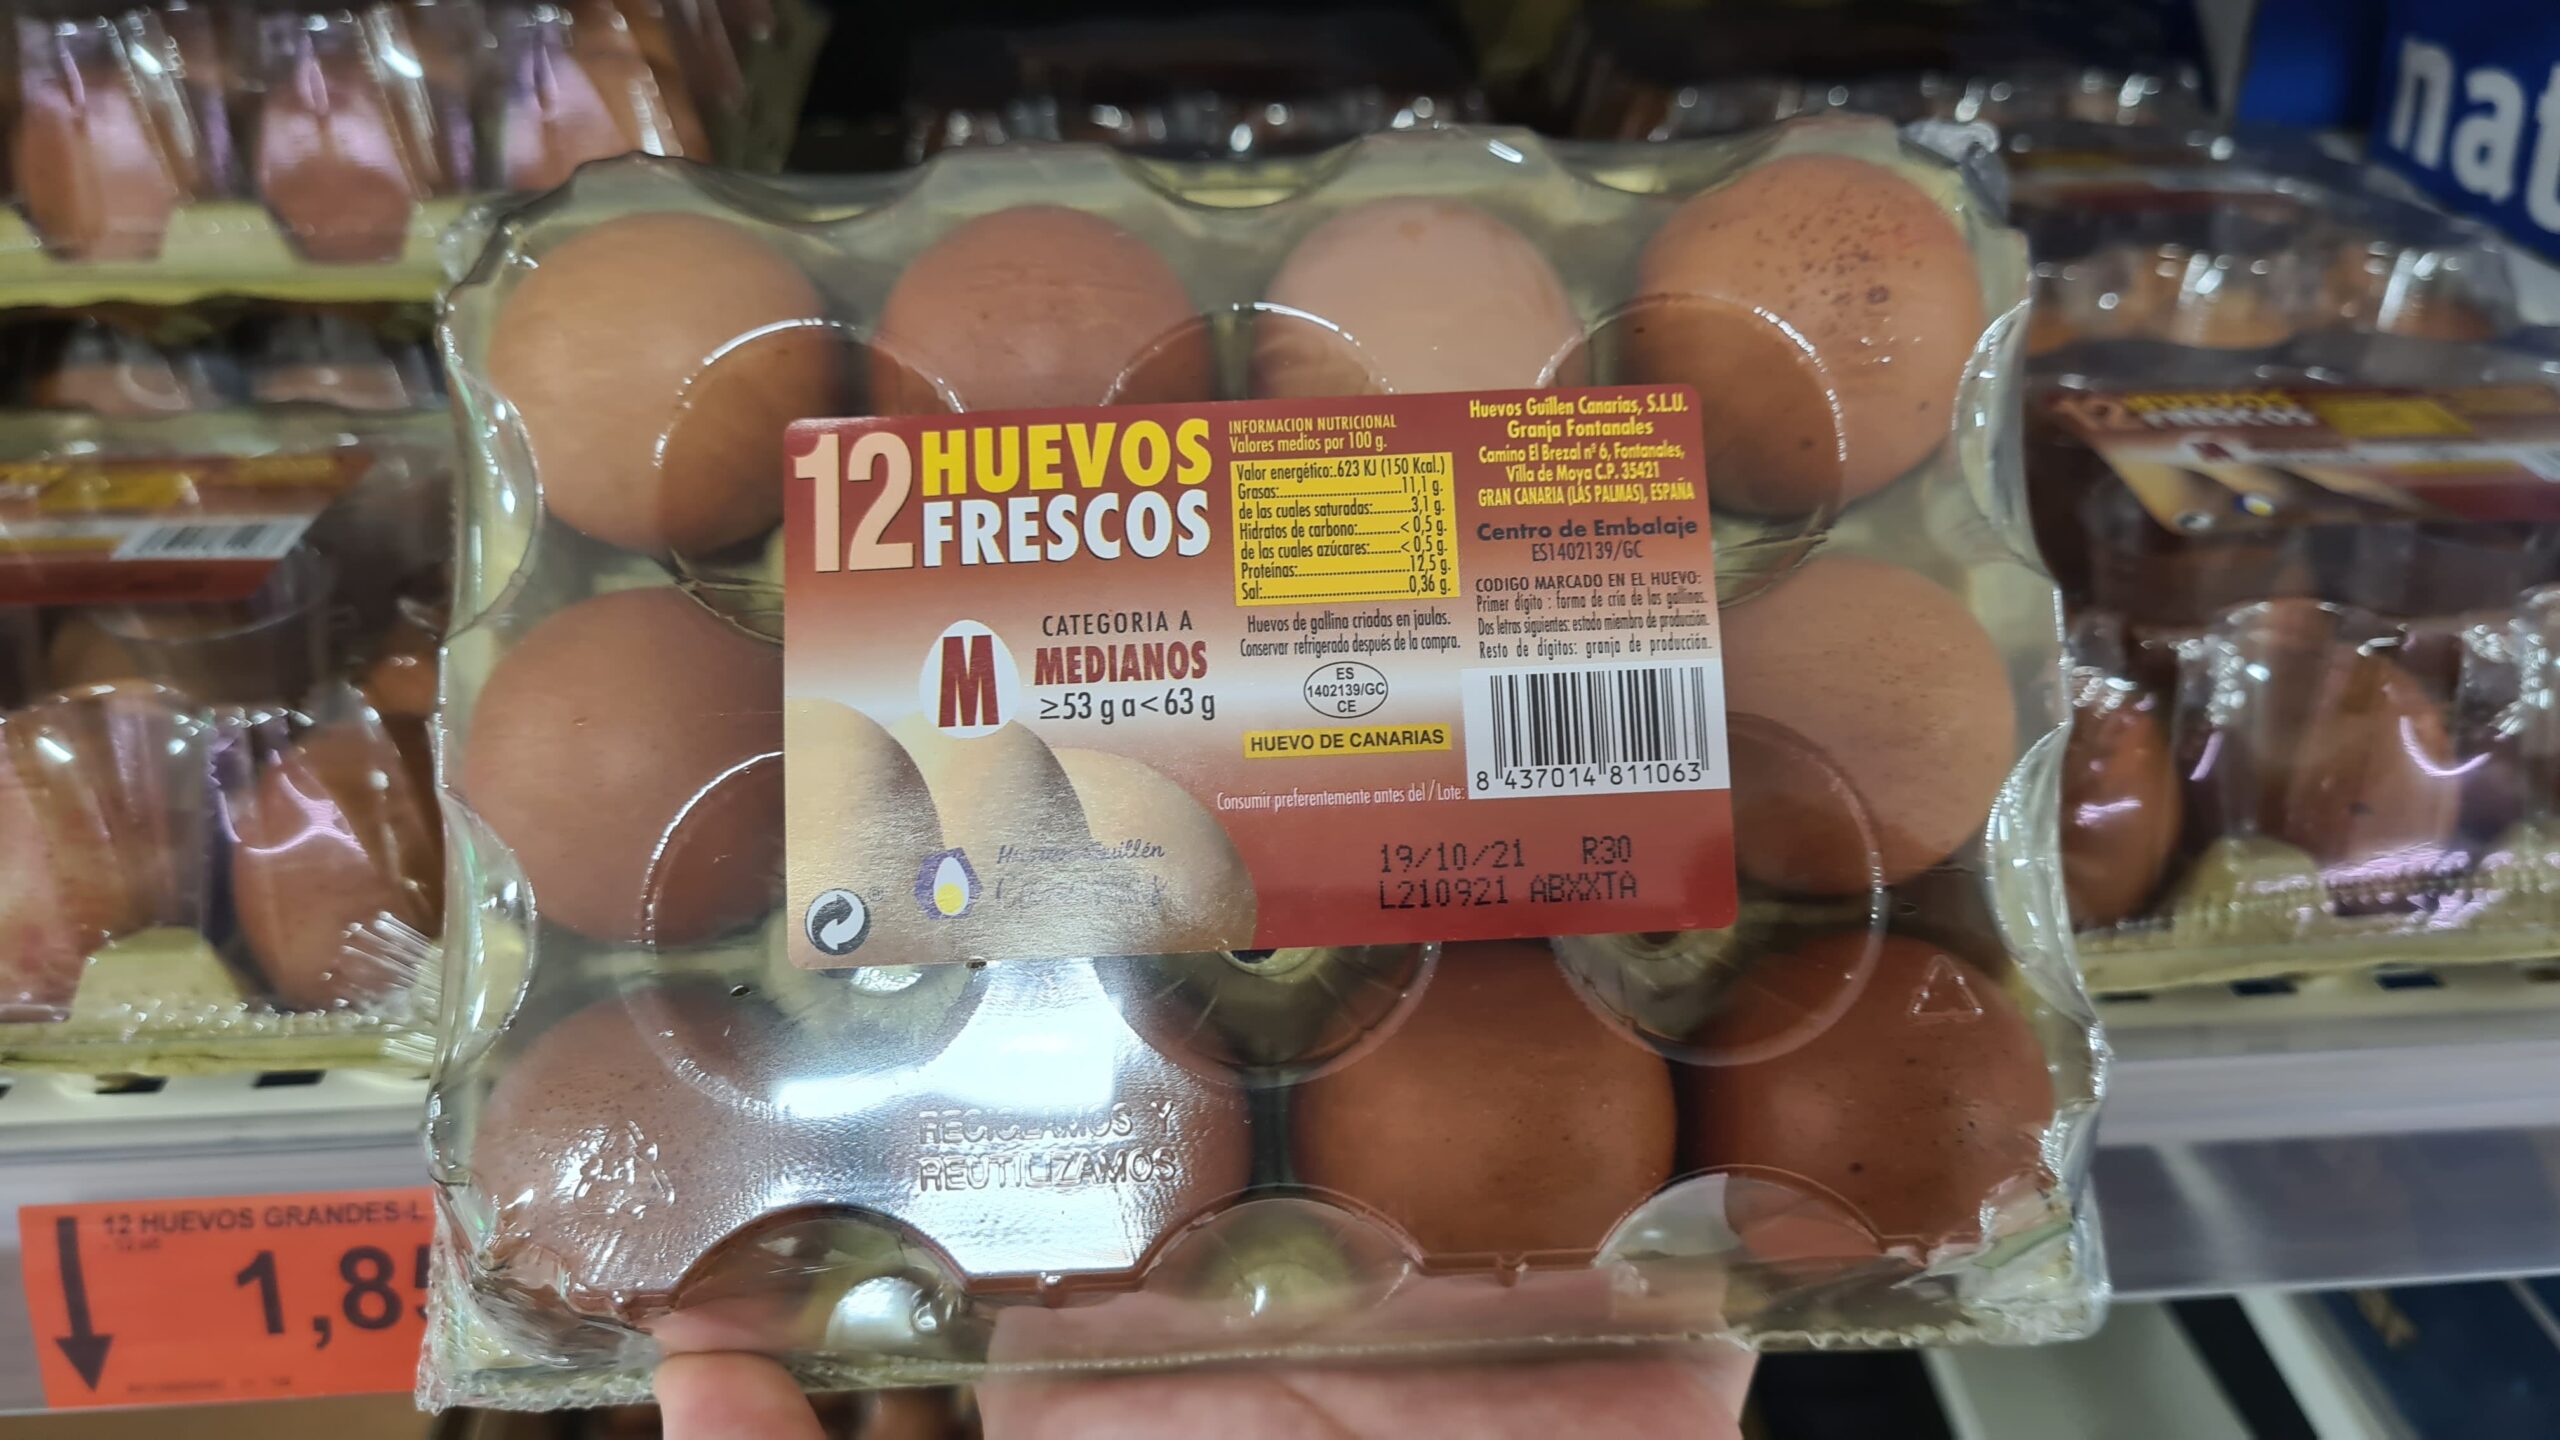 nat
12 HUEVOS
FRESCOS
CATEGORIA A
M MEDIANOS
≥53 g a< 63 g
INFORMACION NUTRICIONAL
Valores medios por 100 g.
Valor energético:.623 KJ (150 Kcal.)
Grasas:..........11,1 g.
de las cuales saturadas:..........3,1 g.
Hidratos de carbono:..........< 0,5 g.
de las cuales azúcares:..........< 0,5 g.
Proteínas:..........12,5 g.
Sal:..........0,36 g.
Huevos de gallina criadas en jaulas.
Conservar refrigerado después de la compra.
ES
1402139/GC
CE
HUEVO DE CANARIAS
Huevos Guillen Canarias, S.L.U.
Granja Fontanales
Camino El Brezal nº 6, Fontanales,
Villa de Moya C.P. 35421
GRAN CANARIA (LAS PALMAS), ESPAÑA
Centro de Embalaje
ES1402139/GC
CODIGO MARCADO EN EL HUEVO:
Primer dígito : forma de cría de las gallinas.
Dos letras siguientes: estado miembro de producción.
Resto de dígitos: granja de producción.
8 437014 811063
Consumir preferentemente antes del / Lote:
19/10/21 R30
L210921 ABXXTA
Guillén
RECICLAMOS Y
REUTILIZAMOS
12 HUEVOS GRANDES-L
1,85
12 HUEVOS
FRESCOS